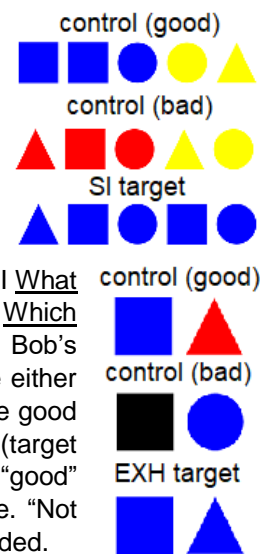 control (good)
control (bad)
SI target
l What
Which
Bob's
either
e good
(target
"good"
e. "Not
ded.
control (good)
control (bad)
EXH target